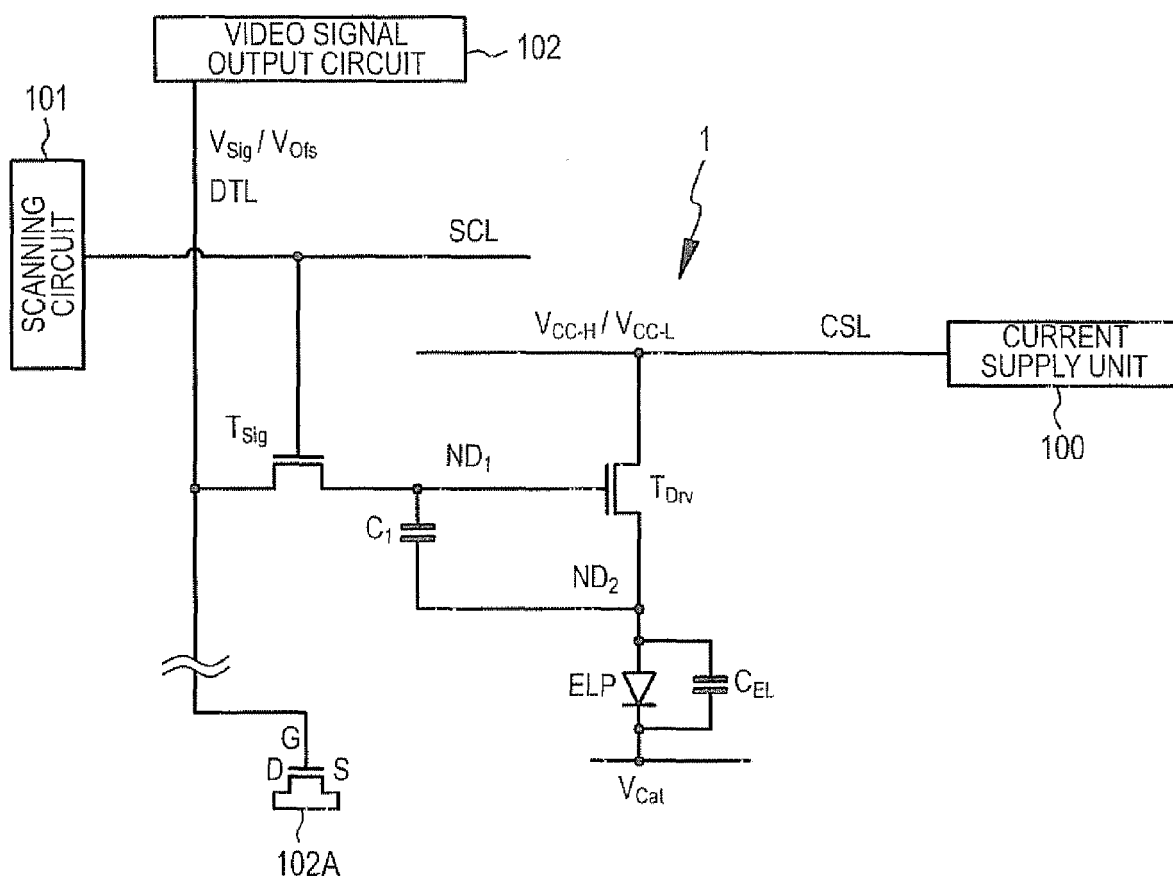 VIDEO SIGNAL
OUTPUT CIRCUIT
102
101
V_Sig / V_Ofs
1
DTL
SCANNING
CIRCUIT
SCL
V_CC-H / V_CC-L
CSL
CURRENT
SUPPLY UNIT
100
T_Sig
ND_1
T_Drv
C_1
ND_2
ELP
C_EL
G
D
S
V_Cat
102A